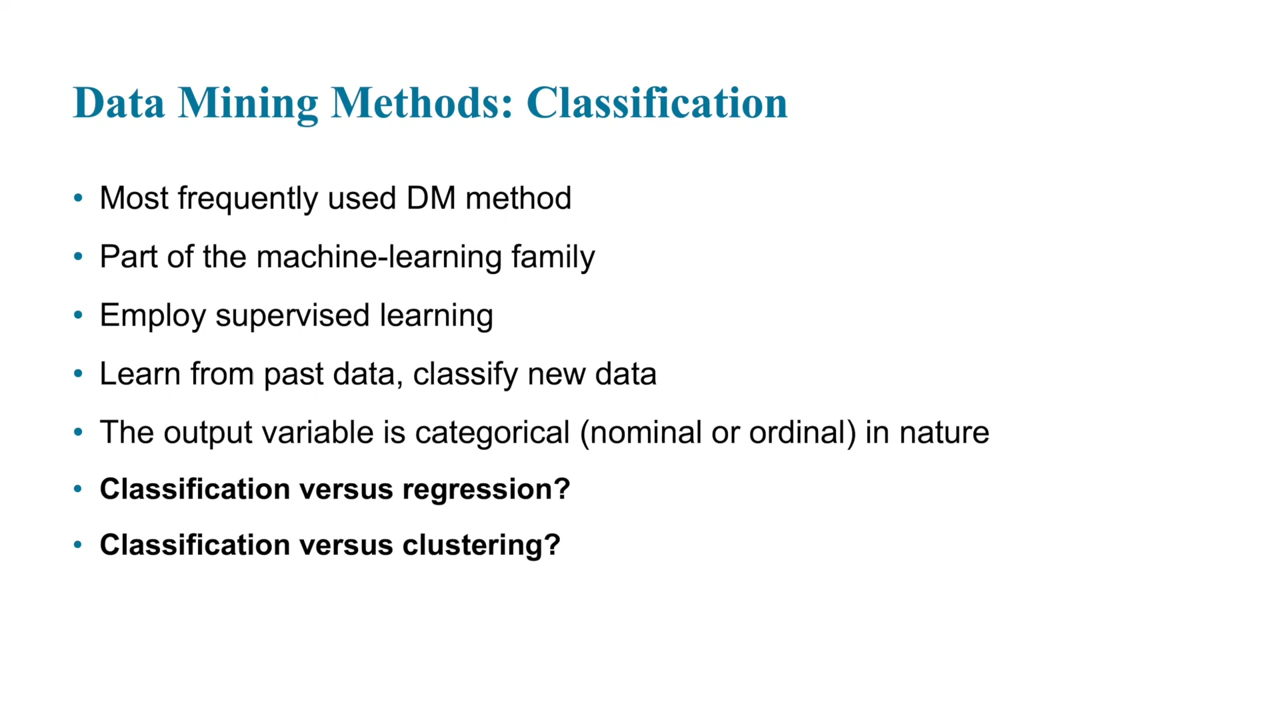 Data Mining Methods: Classification
• Most frequently used DM method
• Part of the machine-learning family
• Employ supervised learning
• Learn from past data, classify new data
• The output variable is categorical (nominal or ordinal) in nature
• Classification versus regression?
• Classification versus clustering?